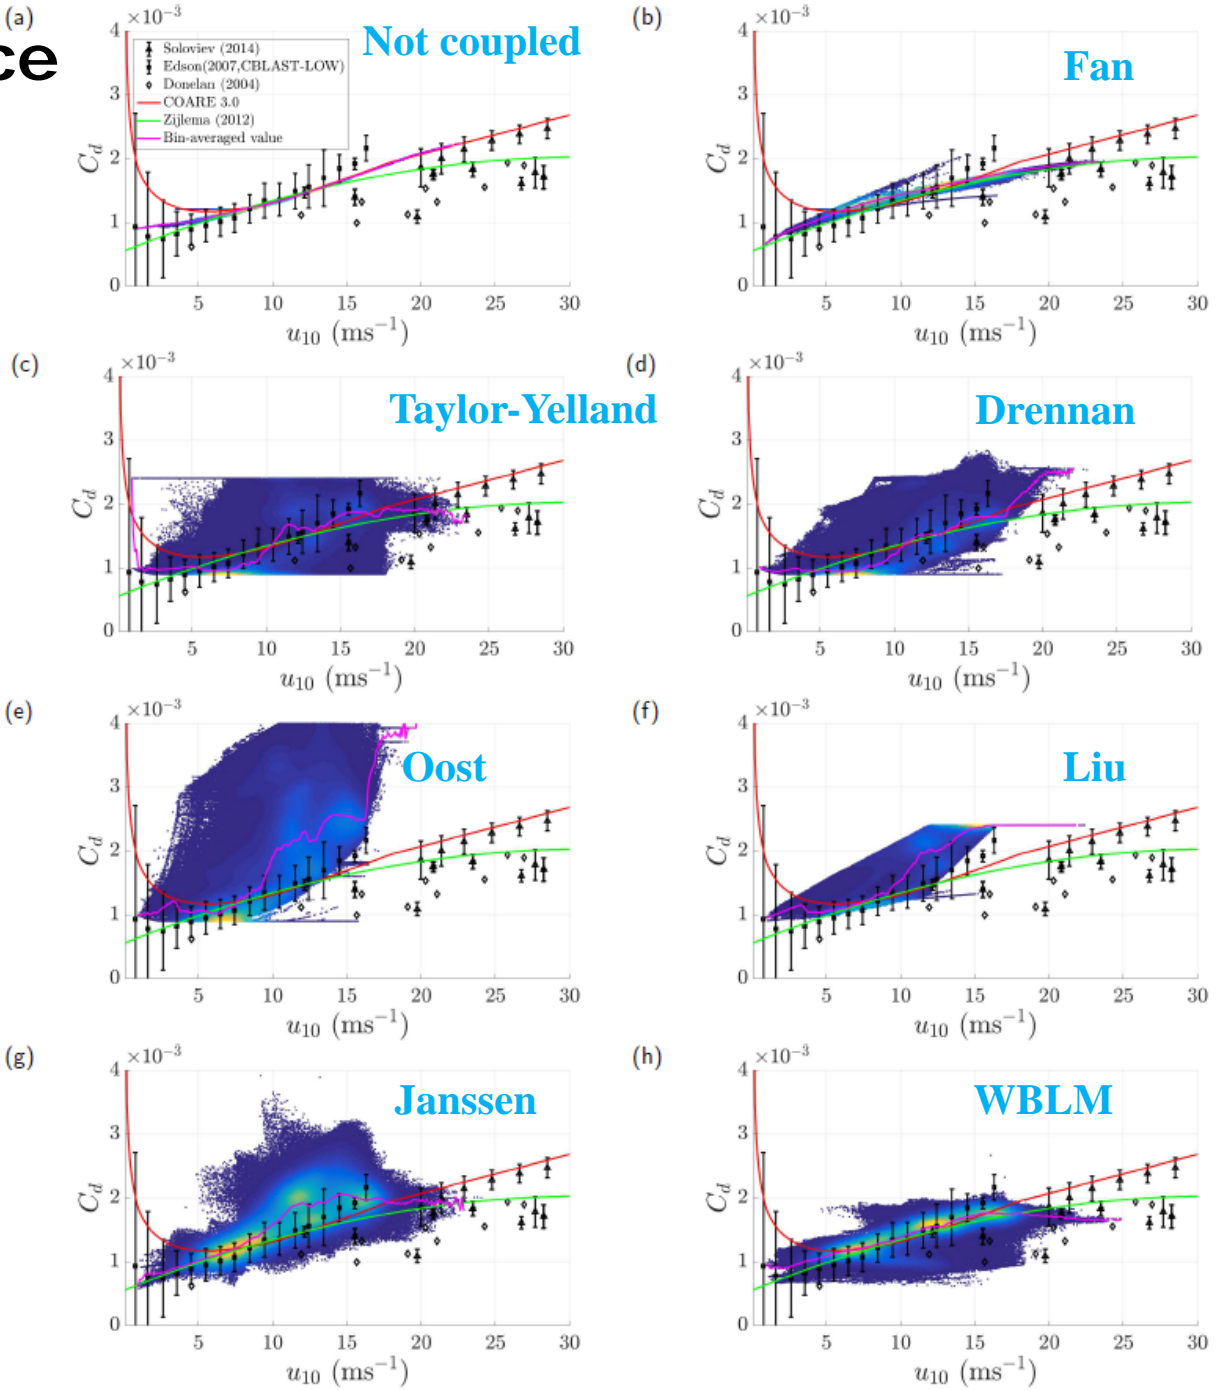 ce
(a)
×10⁻³
Not coupled
Soloviev (2014)
Edson(2007,CBLAST-LOW)
Donelan (2004)
COARE 3.0
Zijlema (2012)
Bin-averaged value
4
3
2
1
0
C_d
5 10 15 20 25 30
u₁₀ (ms⁻¹)
(b)
×10⁻³
Fan
4
3
2
1
0
C_d
5 10 15 20 25 30
u₁₀ (ms⁻¹)
(c)
×10⁻³
Taylor-Yelland
4
3
2
1
0
C_d
5 10 15 20 25 30
u₁₀ (ms⁻¹)
(d)
×10⁻³
Drennan
4
3
2
1
0
C_d
5 10 15 20 25 30
u₁₀ (ms⁻¹)
(e)
×10⁻³
Oost
4
3
2
1
0
C_d
5 10 15 20 25 30
u₁₀ (ms⁻¹)
(f)
×10⁻³
Liu
4
3
2
1
0
C_d
5 10 15 20 25 30
u₁₀ (ms⁻¹)
(g)
×10⁻³
Janssen
4
3
2
1
0
C_d
5 10 15 20 25 30
u₁₀ (ms⁻¹)
(h)
×10⁻³
WBLM
4
3
2
1
0
C_d
5 10 15 20 25 30
u₁₀ (ms⁻¹)